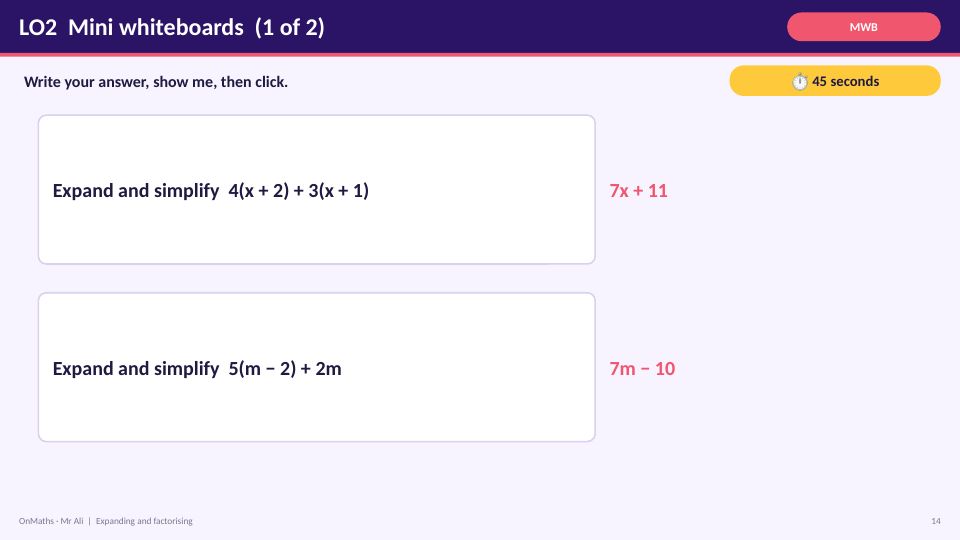 LO2  Mini whiteboards  (1 of 2)
MWB
Write your answer, show me, then click.
⏱ 45 seconds
Expand and simplify  4(x + 2) + 3(x + 1)
7x + 11
Expand and simplify  5(m − 2) + 2m
7m − 10
OnMaths - Mr Ali  |  Expanding and factorising
14